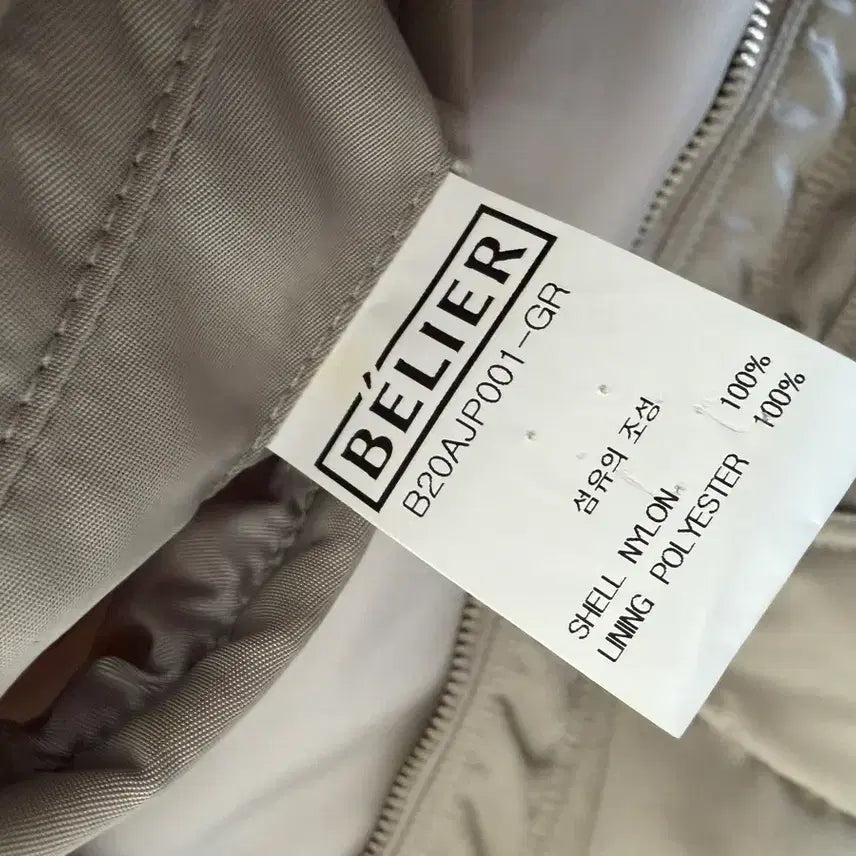 BÉLIER
B20AJP001-GR
섬유의 조성
SHELL NYLON 100%
LINING POLYESTER 100%